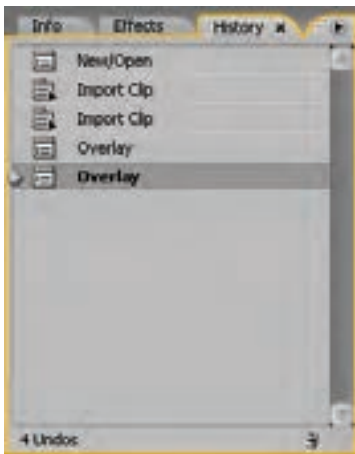 Info Effects History x
New/Open
Import Clip
Import Clip
Overlay
Overlay
4 Undos